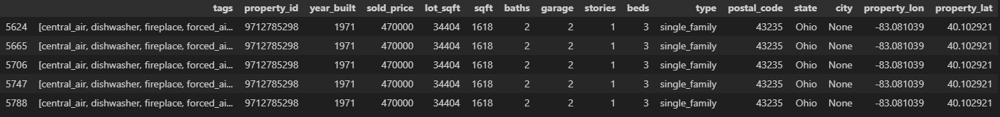 tags property_id year_built sold_price lot_sqft sqft baths garage stories beds type postal_code state city property_lon property_lat
5624 [central_air, dishwasher, fireplace, forced_ai... 9712785298 1971 470000 34404 1618 2 2 1 3 single_family 43235 Ohio None -83.081039 40.102921
5665 [central_air, dishwasher, fireplace, forced_ai... 9712785298 1971 470000 34404 1618 2 2 1 3 single_family 43235 Ohio None -83.081039 40.102921
5706 [central_air, dishwasher, fireplace, forced_ai... 9712785298 1971 470000 34404 1618 2 2 1 3 single_family 43235 Ohio None -83.081039 40.102921
5747 [central_air, dishwasher, fireplace, forced_ai... 9712785298 1971 470000 34404 1618 2 2 1 3 single_family 43235 Ohio None -83.081039 40.102921
5788 [central_air, dishwasher, fireplace, forced_ai... 9712785298 1971 470000 34404 1618 2 2 1 3 single_family 43235 Ohio None -83.081039 40.102921